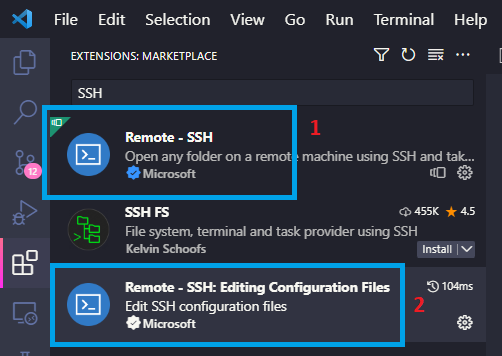 File Edit Selection View Go Run Terminal Help
EXTENSIONS: MARKETPLACE
SSH
1
Remote - SSH
Open any folder on a remote machine using SSH and tak...
Microsoft
12
SSH FS 455K 4.5
File system, terminal and task provider using SSH
Kelvin Schoofs Install
Remote - SSH: Editing Configuration Files 104ms
Edit SSH configuration files 2
Microsoft